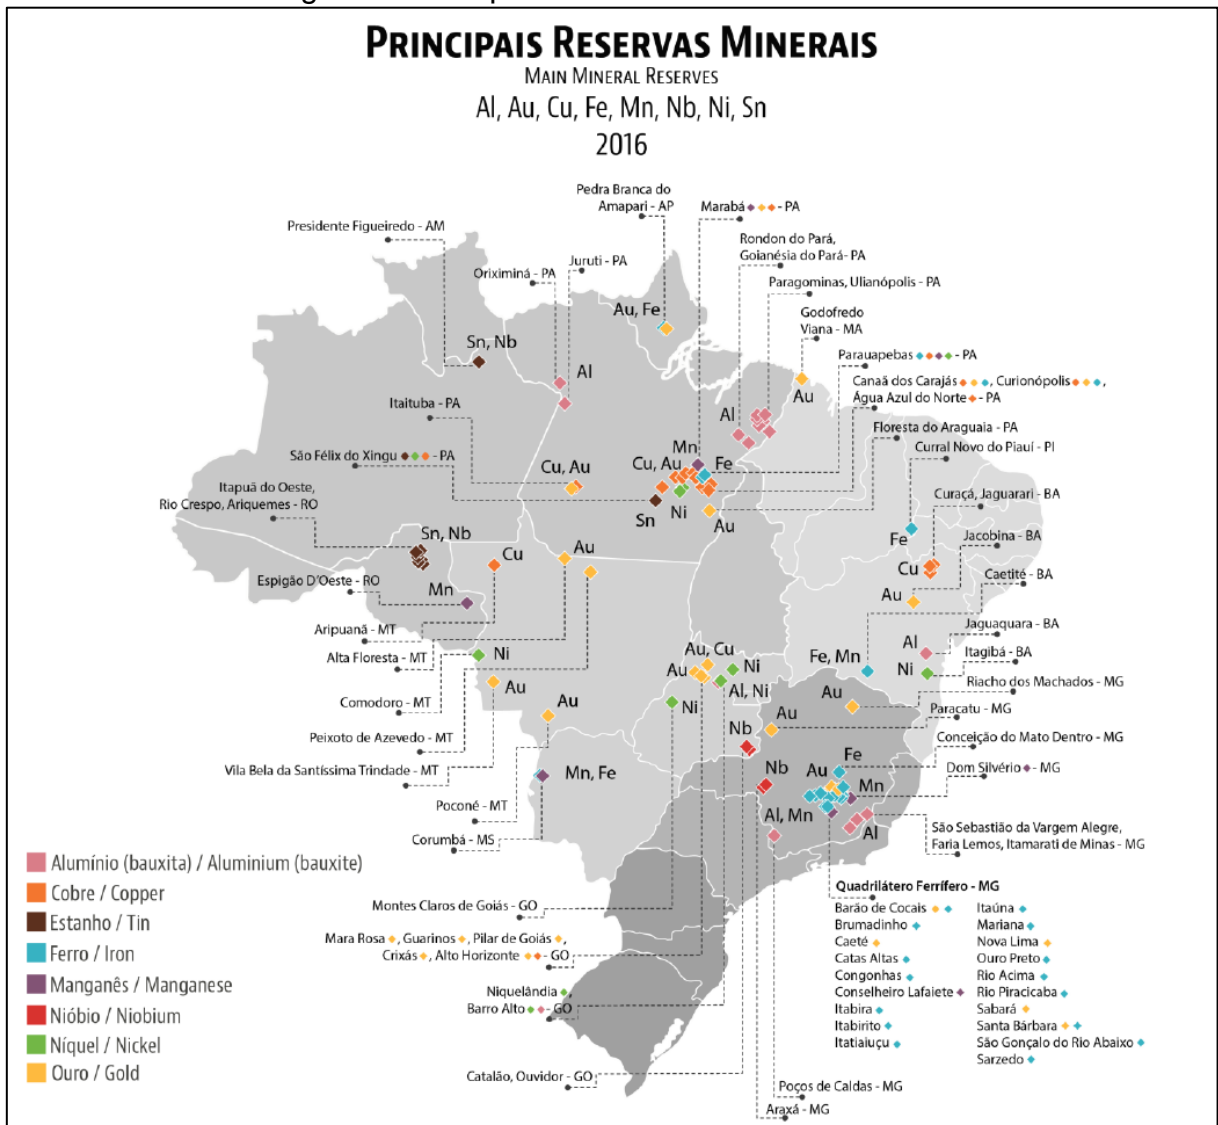 PRINCIPAIS RESERVAS MINERAIS
MAIN MINERAL RESERVES
Al, Au, Cu, Fe, Mn, Nb, Ni, Sn
2016
Pedra Branca do
Amapari - AP
Marabá - PA
Presidente Figueiredo - AM
Rondon do Pará,
Goianésia do Pará- PA
Juruti - PA
Oriximiná - PA
Paragominas, Ulianópolis - PA
Au, Fe
Godofredo
Viana - MA
Sn, Nb
Parauapebas - PA
Al
Canaã dos Carajás , Curionópolis ,
Água Azul do Norte - PA
Au
Itaituba - PA
Al
Floresta do Araguaia - PA
Mn
Curral Novo do Piauí - PI
São Félix do Xingu - PA
Cu, Au
Cu, Au
Fe
Itapuã do Oeste,
Rio Crespo, Ariquemes - RO
Curaçá, Jaguarari - BA
Sn
Ni
Au
Sn, Nb
Fe
Jacobina - BA
Au
Cu
Cu
Caetité - BA
Espigão D'Oeste - RO
Mn
Au
Jaguaquara - BA
Aripuanã - MT
Alta Floresta - MT
Ni
Au, Cu
Al
Itagibá - BA
Au
Ni
Fe, Mn
Ni
Au
Al, Ni
Au
Riacho dos Machados - MG
Comodoro - MT
Au
Ni
Au
Paracatu - MG
Peixoto de Azevedo - MT
Nb
Conceição do Mato Dentro - MG
Vila Bela da Santíssima Trindade - MT
Mn, Fe
Nb
Au
Fe
Dom Silvério - MG
Mn
Poconé - MT
Al, Mn
Al
São Sebastião da Vargem Alegre,
Faria Lemos, Itamarati de Minas - MG
Corumbá - MS
Alumínio (bauxita) / Aluminium (bauxite)
Cobre / Copper
Estanho / Tin
Ferro / Iron
Manganês / Manganese
Nióbio / Niobium
Níquel / Nickel
Ouro / Gold
Montes Claros de Goiás - GO
Mara Rosa , Guarinos , Pilar de Goiás ,
Crixás , Alto Horizonte - GO
Niquelândia ,
Barro Alto - GO
Catalão, Ouvidor - GO
Quadrilátero Ferrífero - MG
Barão de Cocais
Brumadinho
Caeté
Catas Altas
Congonhas
Conselheiro Lafaiete
Itabira
Itabirito
Itatiaiuçu
Itaúna
Mariana
Nova Lima
Ouro Preto
Rio Acima
Rio Piracicaba
Sabará
Santa Bárbara
São Gonçalo do Rio Abaixo
Sarzedo
Poços de Caldas - MG
Araxá - MG